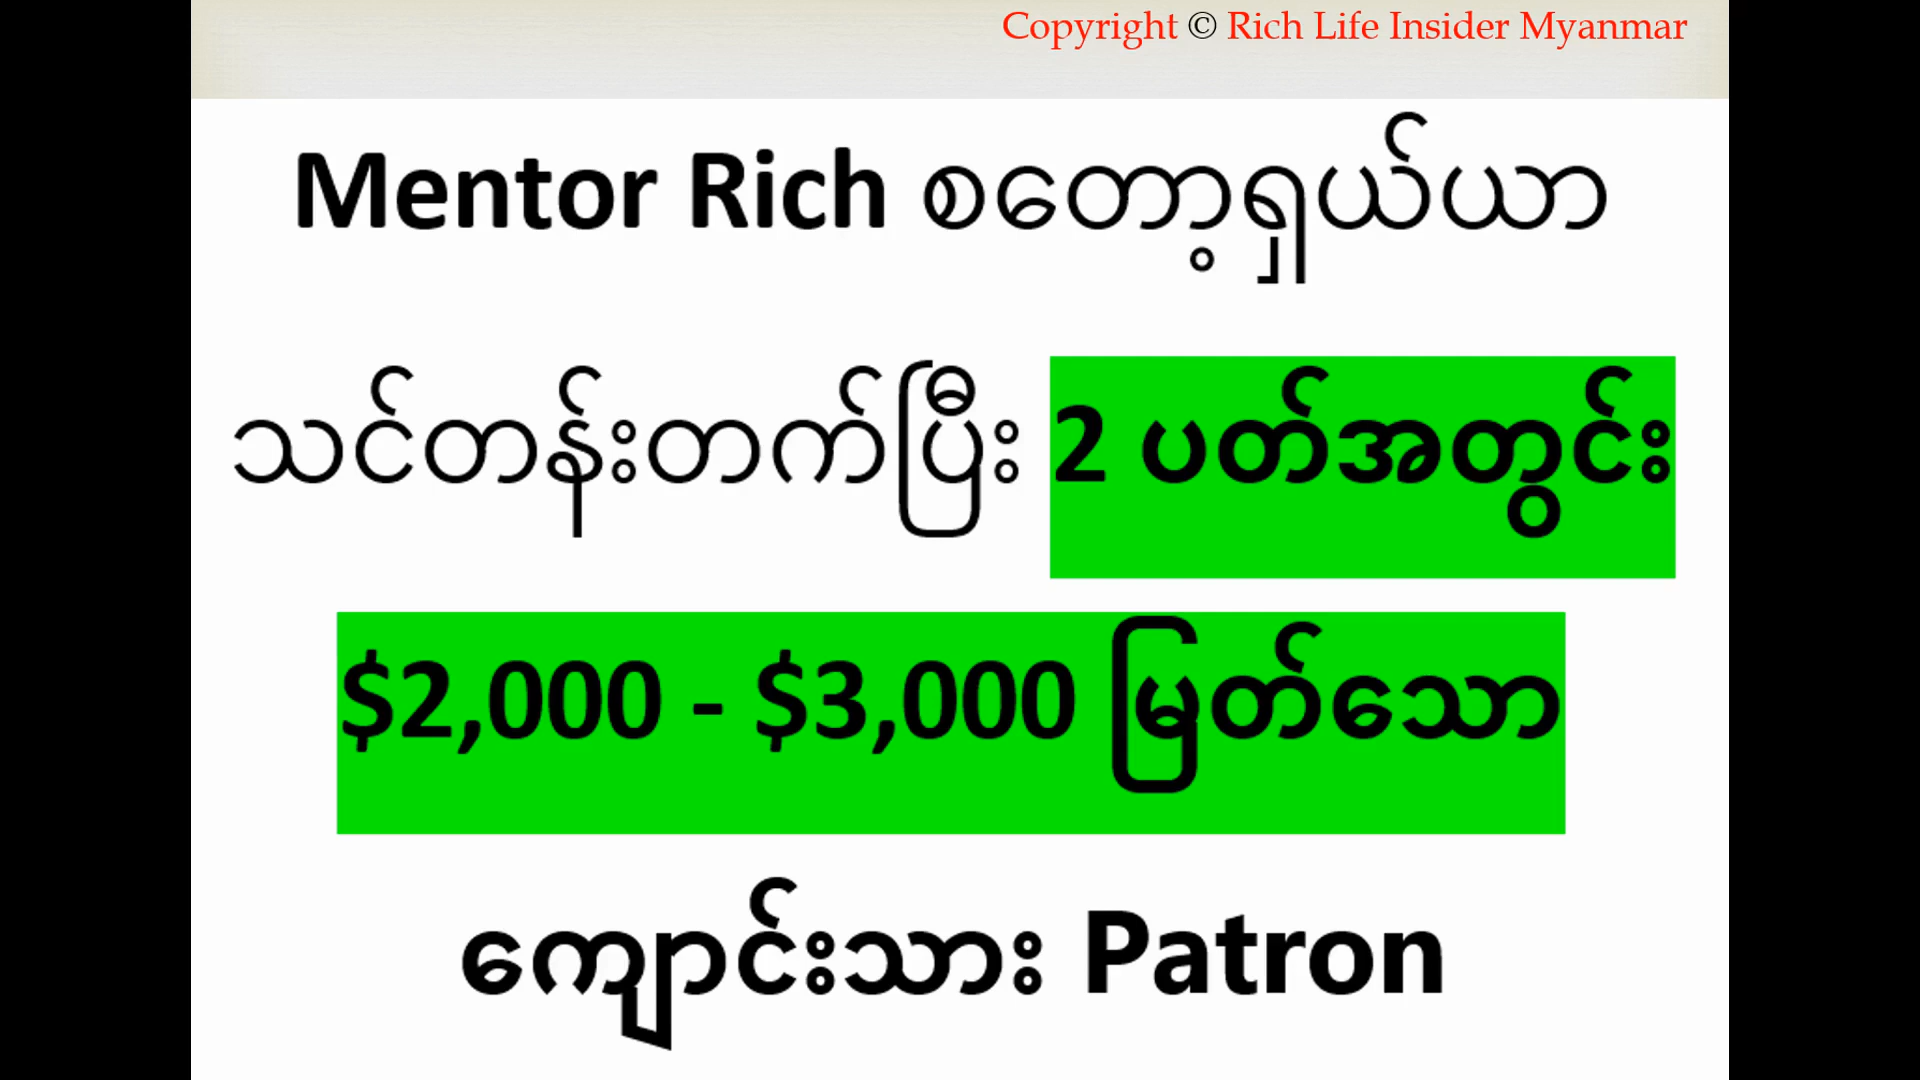 Copyright © Rich Life Insider Myanmar
Mentor Rich စတော့ရှယ်ယာ
သင်တန်းတက်ပြီး 2 ပတ်အတွင်း
$2,000 - $3,000 မြတ်သော
ကျောင်းသား Patron